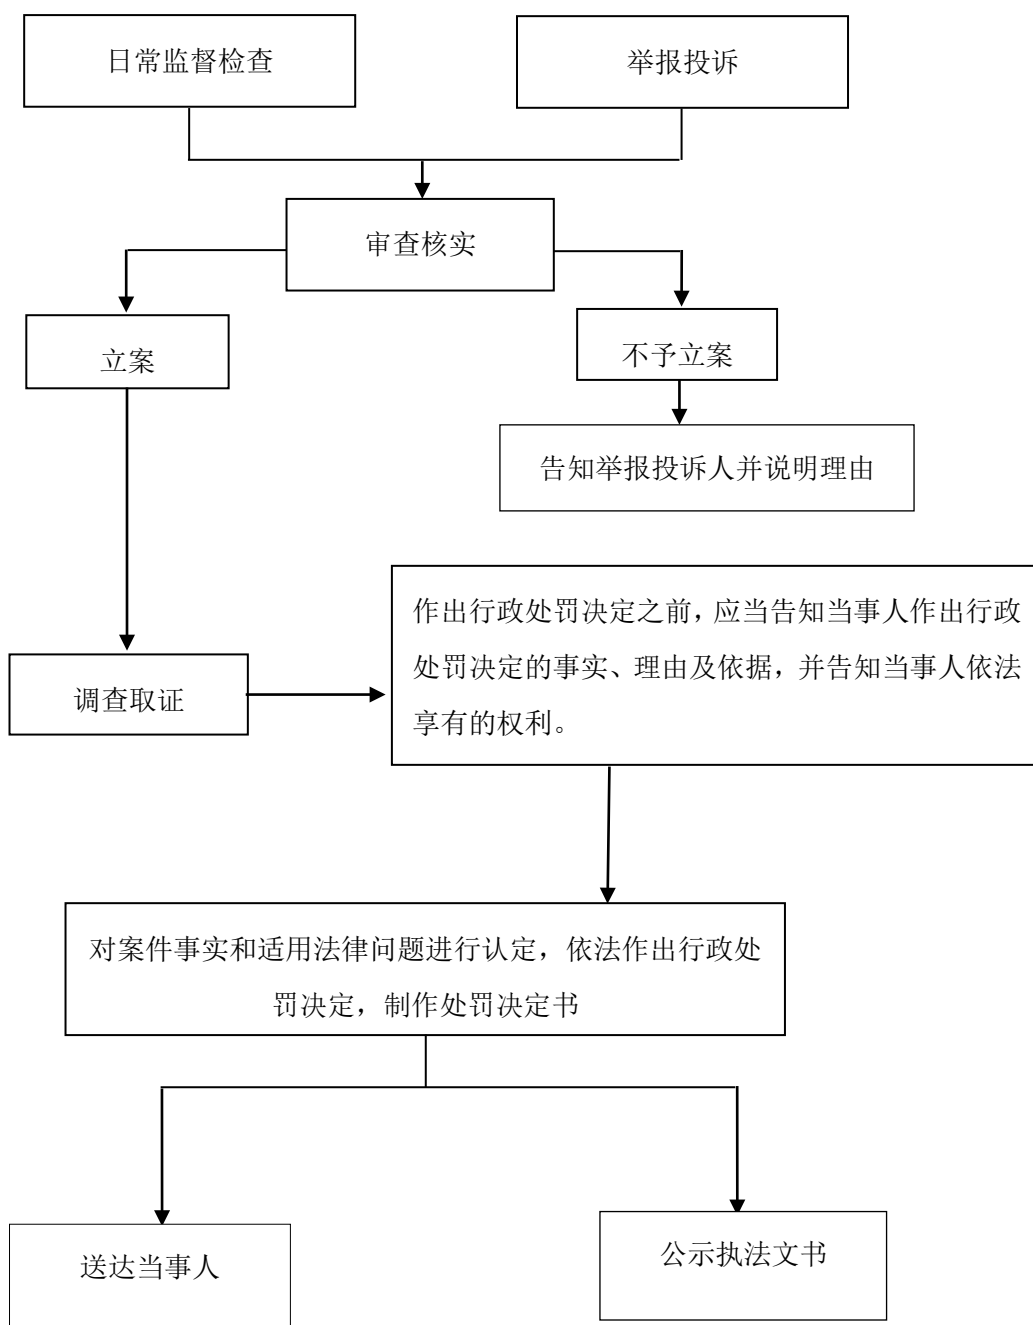 日常监督检查
举报投诉
审查核实
立案
不予立案
告知举报投诉人并说明理由
作出行政处罚决定之前，应当告知当事人作出行政
处罚决定的事实、理由及依据，并告知当事人依法
享有的权利。
调查取证
对案件事实和适用法律问题进行认定，依法作出行政处
罚决定，制作处罚决定书
送达当事人
公示执法文书